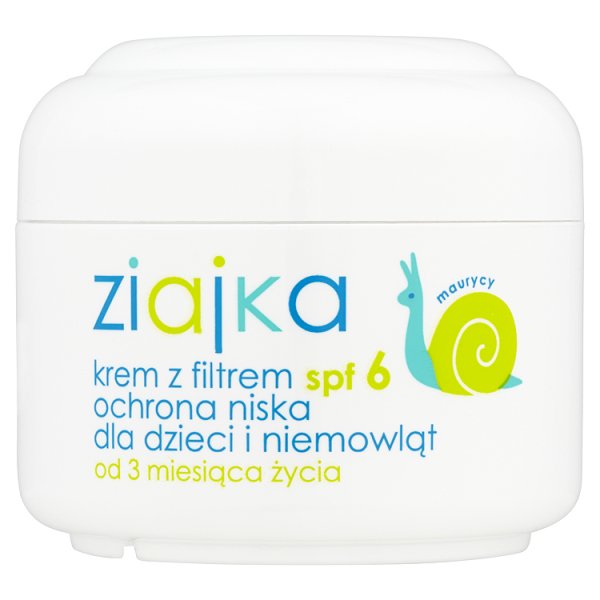 ziajka
maurycy
krem z filtrem spf 6
ochrona niska
dla dzieci i niemowląt
od 3 miesiąca życia